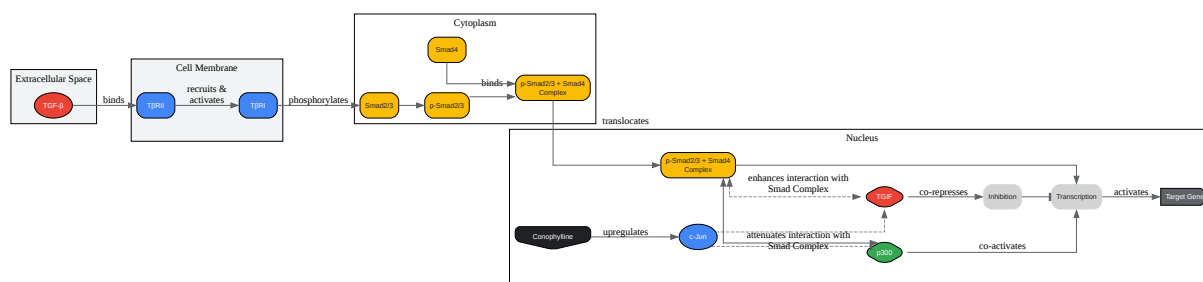 Extracellular Space
TGF-β
binds
Cell Membrane
TβRII
recruits &
activates
TβRI
phosphorylates
Cytoplasm
Smad4
Smad2/3
p-Smad2/3
binds
p-Smad2/3 + Smad4
Complex
translocates
Nucleus
p-Smad2/3 + Smad4
Complex
enhances interaction with
Smad Complex
TGIF
co-represses
Inhibition
Transcription
activates
Target Gene
Conophylline
upregulates
c-Jun
attenuates interaction with
Smad Complex
p300
co-activates